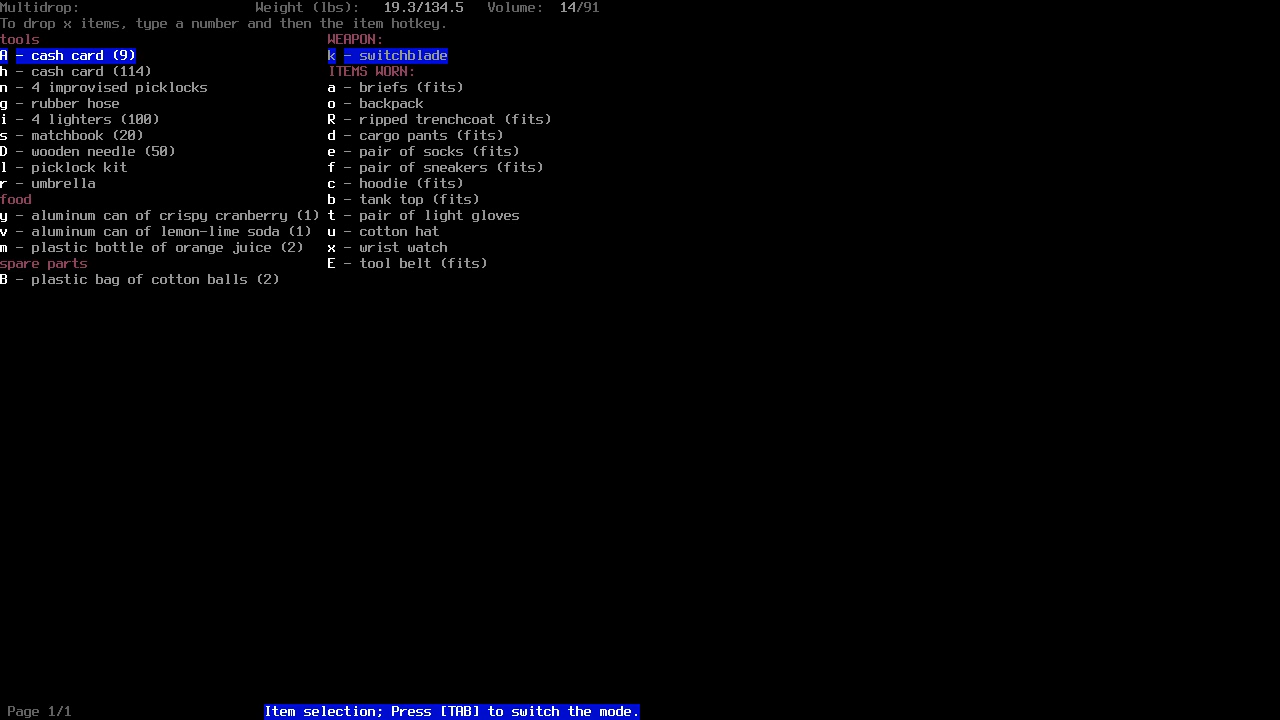 Multidrop: Weight (lbs): 19.3/134.5 Volume: 14/91
To drop x items, type a number and then the item hotkey.
tools
A - cash card (9)
h - cash card (114)
n - 4 improvised picklocks
g - rubber hose
i - 4 lighters (100)
s - matchbook (20)
D - wooden needle (50)
l - picklock kit
r - umbrella
food
y - aluminum can of crispy cranberry (1)
v - aluminum can of lemon-lime soda (1)
m - plastic bottle of orange juice (2)
spare parts
B - plastic bag of cotton balls (2)
WEAPON:
k - switchblade
ITEMS WORN:
a - briefs (fits)
o - backpack
R - ripped trenchcoat (fits)
d - cargo pants (fits)
e - pair of socks (fits)
f - pair of sneakers (fits)
c - hoodie (fits)
b - tank top (fits)
t - pair of light gloves
u - cotton hat
x - wrist watch
E - tool belt (fits)
Page 1/1
Item selection; Press [TAB] to switch the mode.